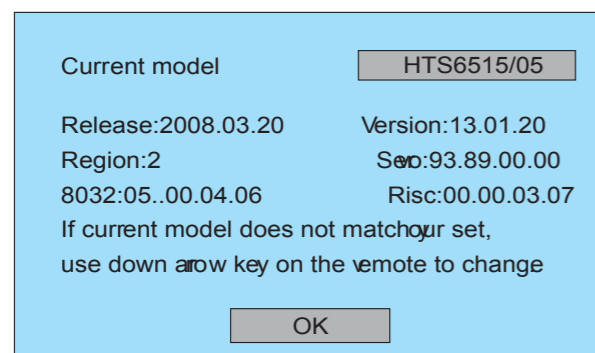 Current model HTS6515/05
Release:2008.03.20 Version:13.01.20
Region:2 Servo:93.89.00.00
8032:05..00.04.06 Risc:00.00.03.07
If current model does not match your set,
use down arrow key on the remote to change
OK